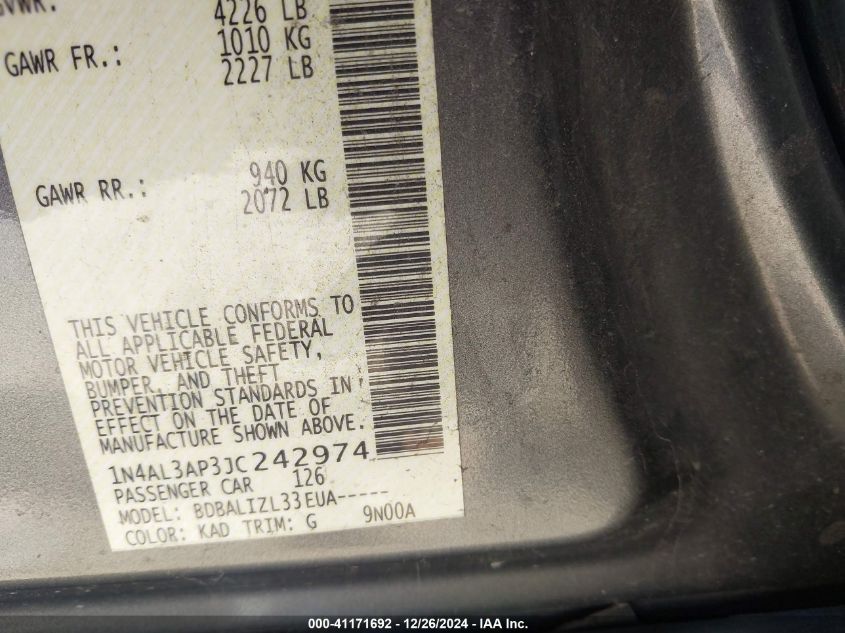 GVWR: 4226 LB
GAWR FR.: 1010 KG
2227 LB
GAWR RR.: 940 KG
2072 LB
THIS VEHICLE CONFORMS TO
ALL APPLICABLE FEDERAL
MOTOR VEHICLE SAFETY,
BUMPER, AND THEFT
PREVENTION STANDARDS IN
EFFECT ON THE DATE OF
MANUFACTURE SHOWN ABOVE.
1N4AL3AP3JC242974
PASSENGER CAR 126
MODEL: BDBALIZL33EUA-----
COLOR: KAD TRIM: G 9N00A
000-41171692 - 12/26/2024 - IAA Inc.